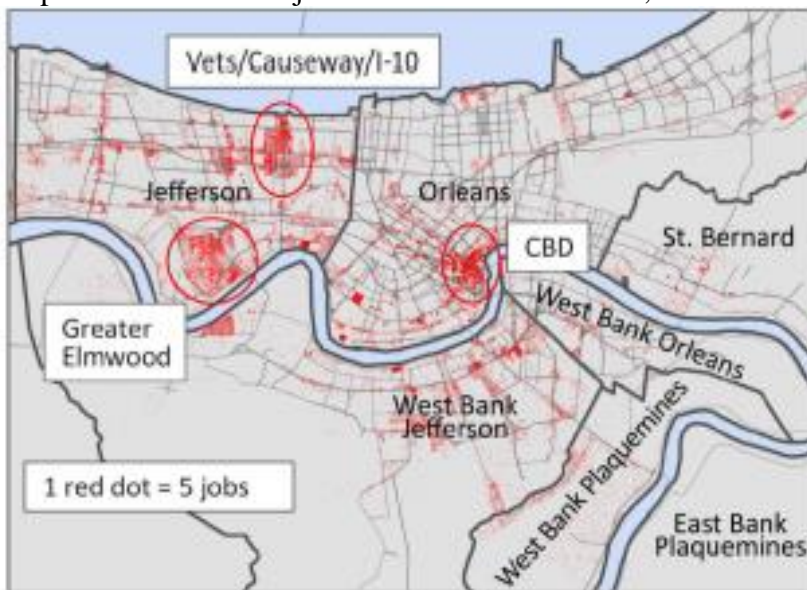 Vets/Causeway/I-10
Jefferson
Orleans
CBD
St. Bernard
Greater
Elmwood
West Bank Orleans
West Bank
Jefferson
West Bank Plaquemines
1 red dot = 5 jobs
East Bank
Plaquemines